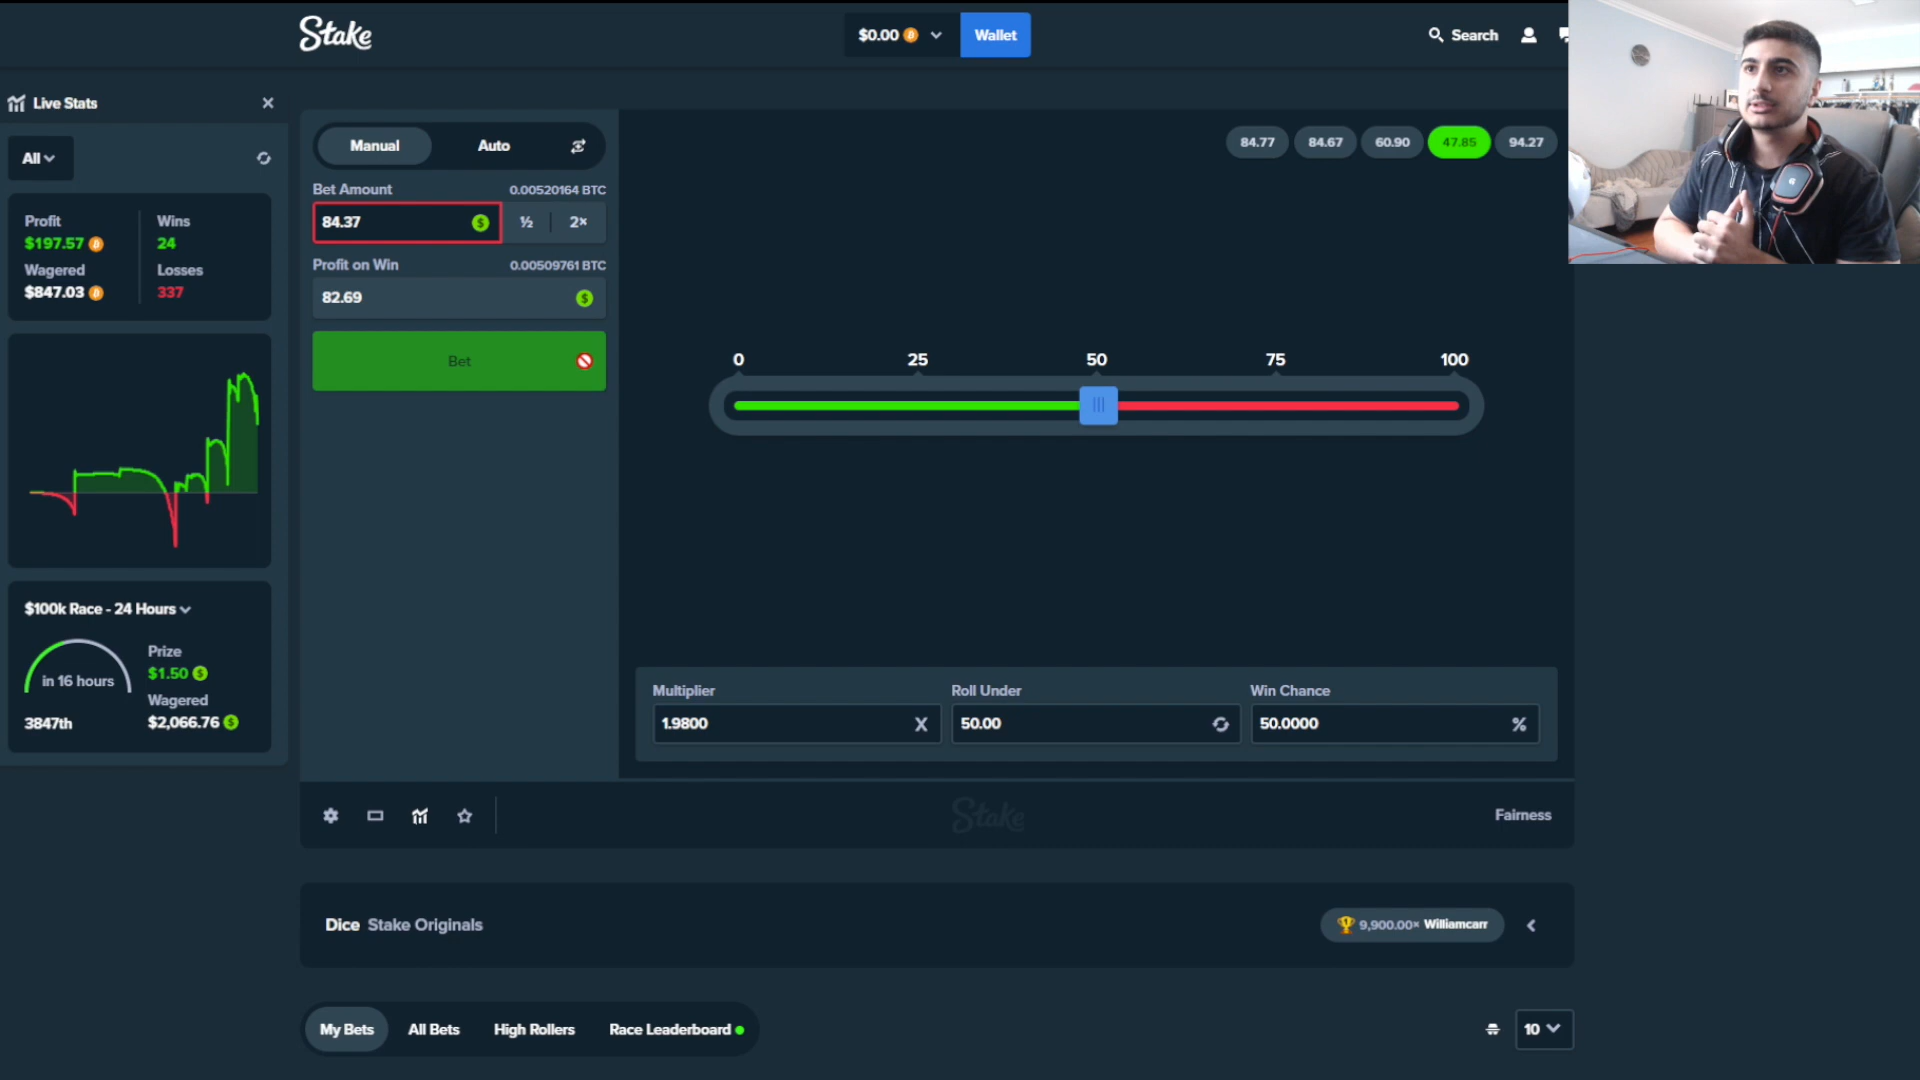 Stake
$0.00
Wallet
Search
Live Stats
All
Profit
$197.57
Wins
24
Wagered
$847.03
Losses
337
$100k Race - 24 Hours
in 16 hours
3847th
Prize
$1.50
Wagered
$2,066.76
Manual
Auto
Bet Amount
0.00520164 BTC
84.37
½
2×
Profit on Win
0.00509761 BTC
82.69
Bet
84.77
84.67
60.90
47.85
94.27
0
25
50
75
100
Multiplier
1.9800
Roll Under
50.00
Win Chance
50.0000
%
Stake
Fairness
Dice Stake Originals
9,900.00× Williamcarr
My Bets
All Bets
High Rollers
Race Leaderboard
10